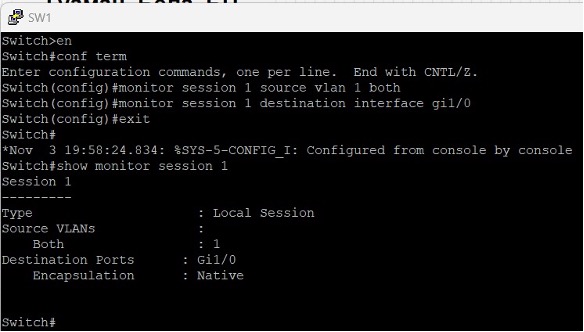 SW1
Switch>en
Switch#conf term
Enter configuration commands, one per line.  End with CNTL/Z.
Switch(config)#monitor session 1 source vlan 1 both
Switch(config)#monitor session 1 destination interface gi1/0
Switch(config)#exit
Switch#
*Nov  3 19:58:24.834: %SYS-5-CONFIG_I: Configured from console by console
Switch#show monitor session 1
Session 1
---------
Type                     : Local Session
Source VLANs             :
    Both                 : 1
Destination Ports      : Gi1/0
    Encapsulation      : Native
Switch#